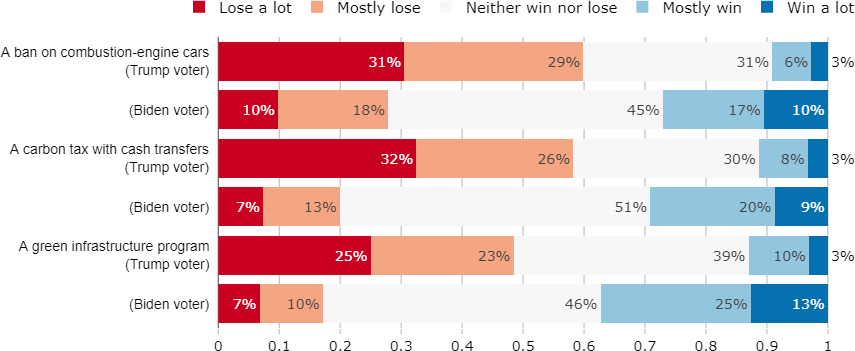 Lose a lot Mostly lose Neither win nor lose Mostly win Win a lot
A ban on combustion-engine cars
(Trump voter)
31% 29% 31% 6% 3%
(Biden voter) 10% 18% 45% 17% 10%
A carbon tax with cash transfers
(Trump voter)
32% 26% 30% 8% 3%
(Biden voter) 7% 13% 51% 20% 9%
A green infrastructure program
(Trump voter)
25% 23% 39% 10% 3%
(Biden voter) 7% 10% 46% 25% 13%
0 0.1 0.2 0.3 0.4 0.5 0.6 0.7 0.8 0.9 1